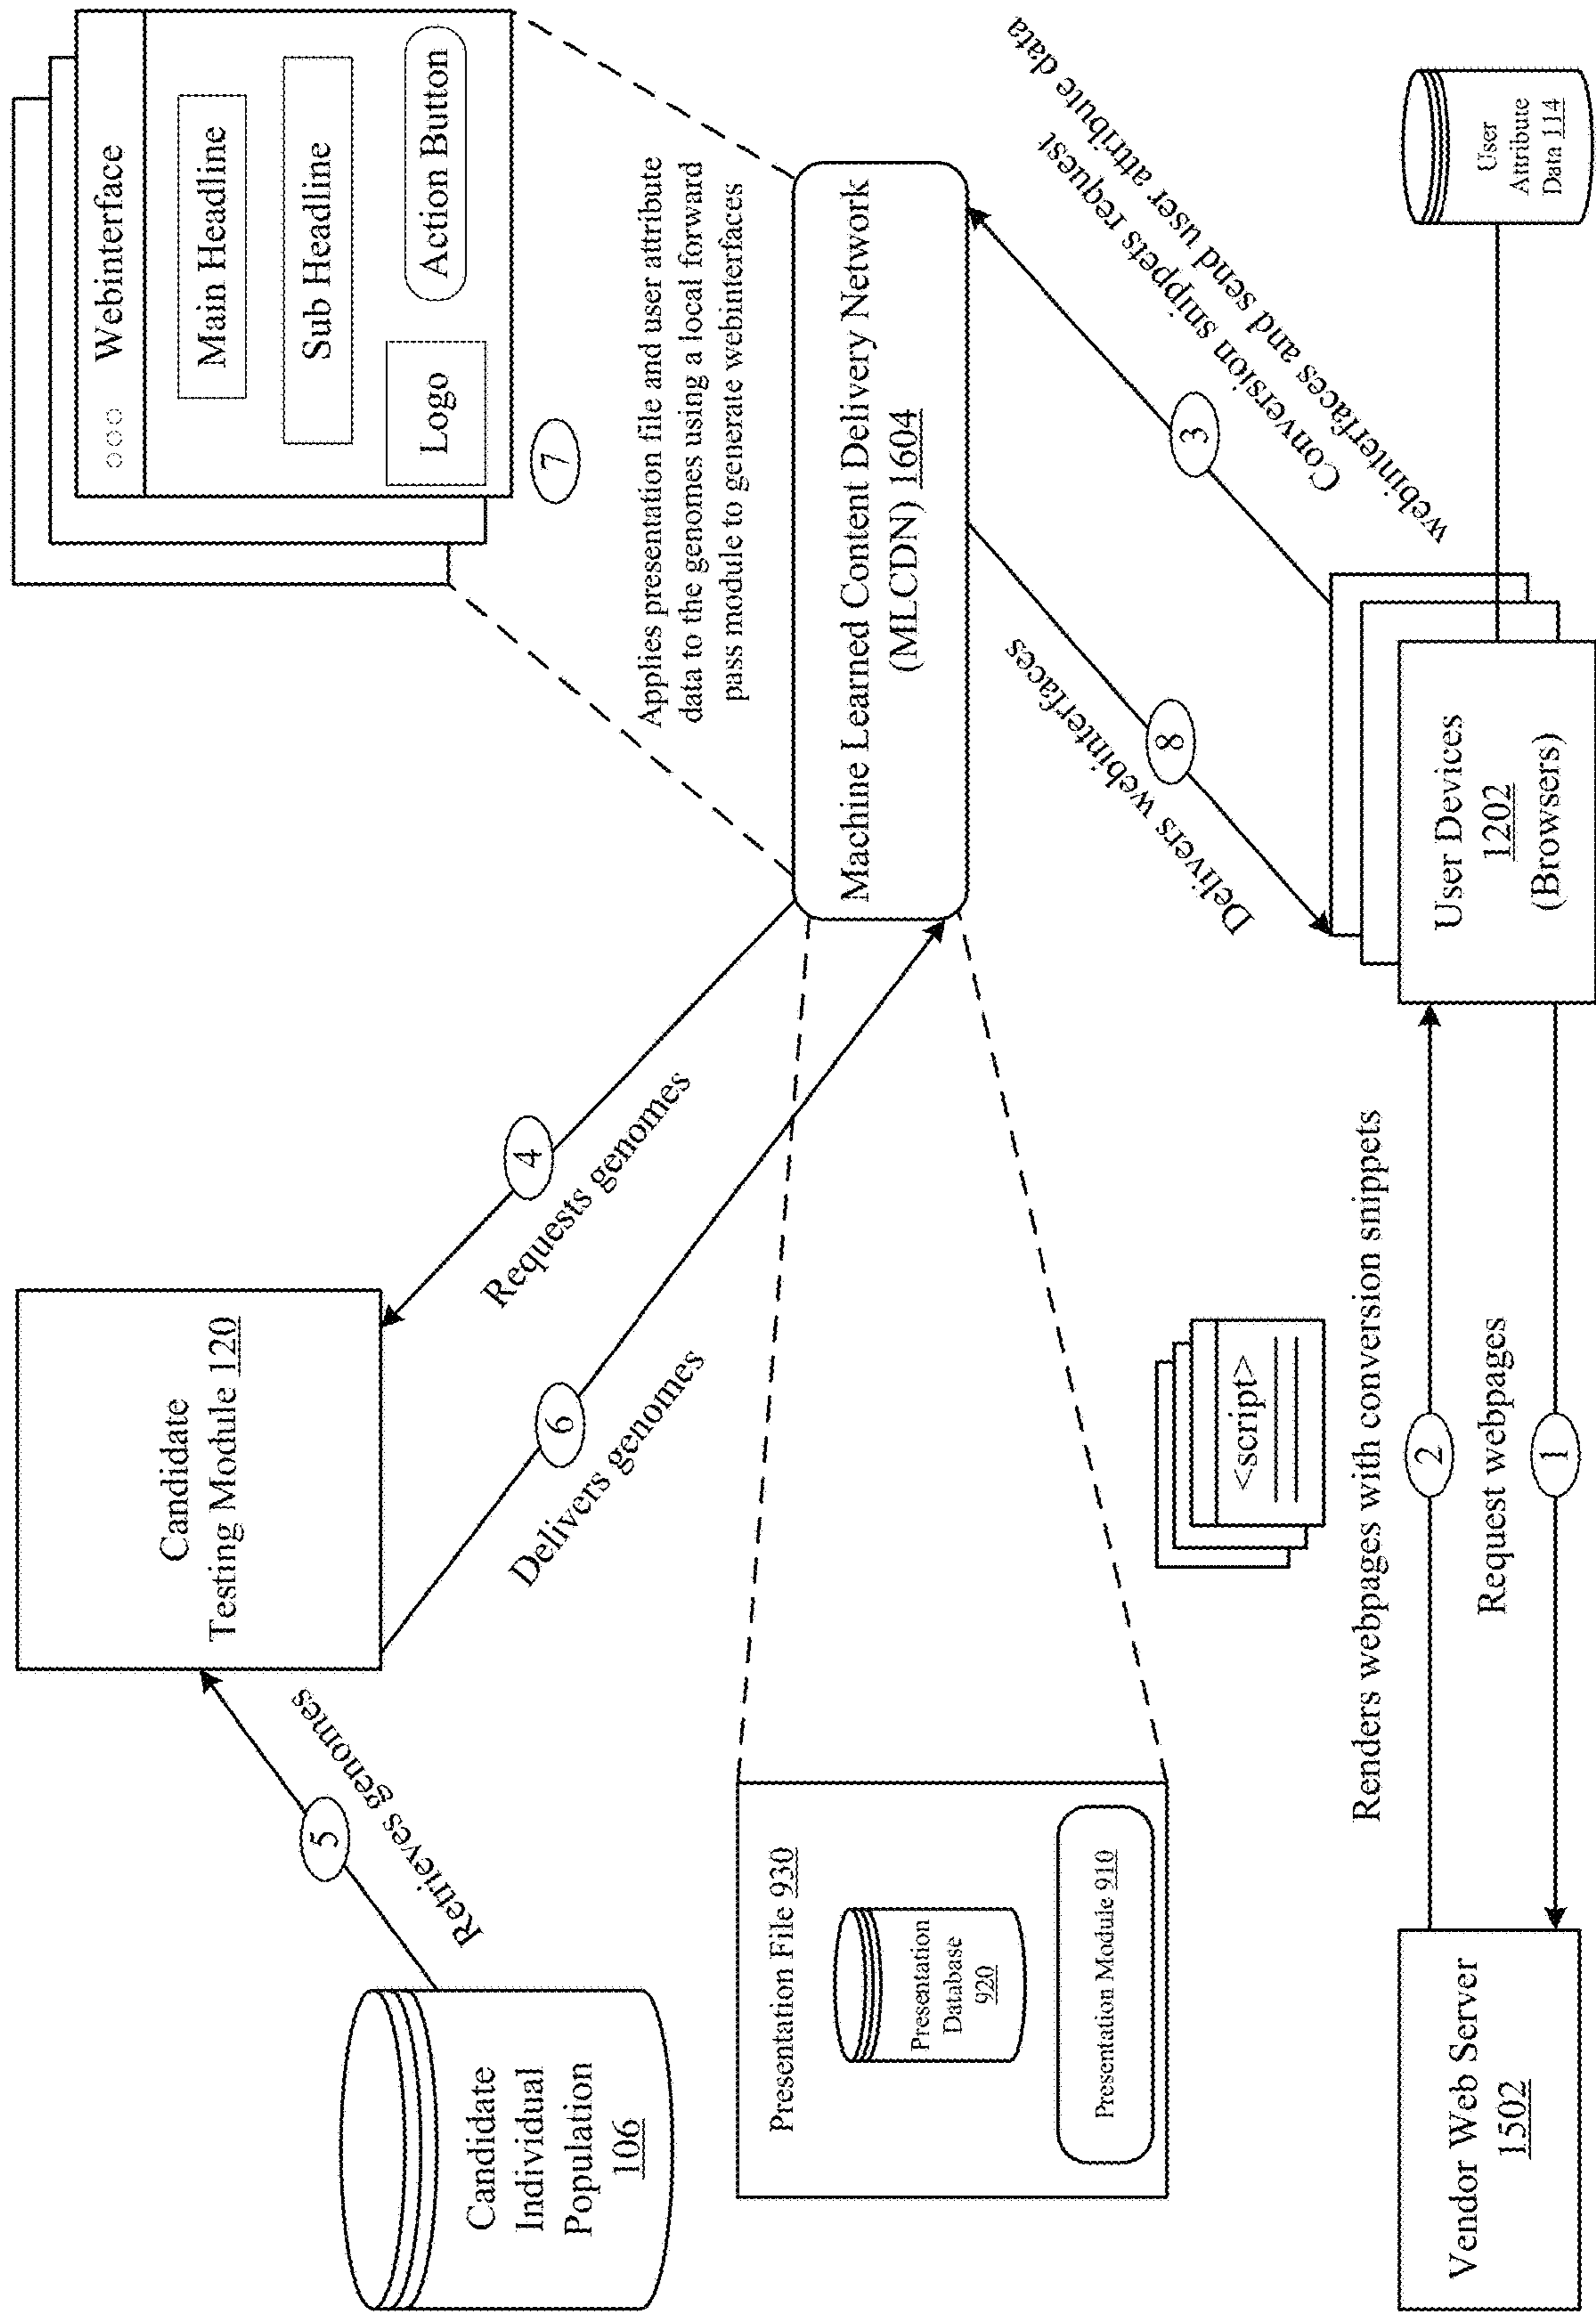 Candidate
Individual
Population
106
5
Retrieves genomes
Candidate
Testing Module 120
4
Requests genomes
6
Delivers genomes
Webinterface
Main Headline
Sub Headline
Logo
Action Button
7
Applies presentation file and user attribute
data to the genomes using a local forward
pass module to generate webinterfaces
Machine Learned Content Delivery Network
(MLCDN) 1604
Presentation File 930
Presentation
Database
920
Presentation Module 910
8
Delivers webinterfaces
3
Conversion snippets request
webinterfaces and send user attribute data
<script>
Renders webpages with conversion snippets
2
Request webpages
1
Vendor Web Server
1502
User Devices
1202
(Browsers)
User
Attribute
Data 114